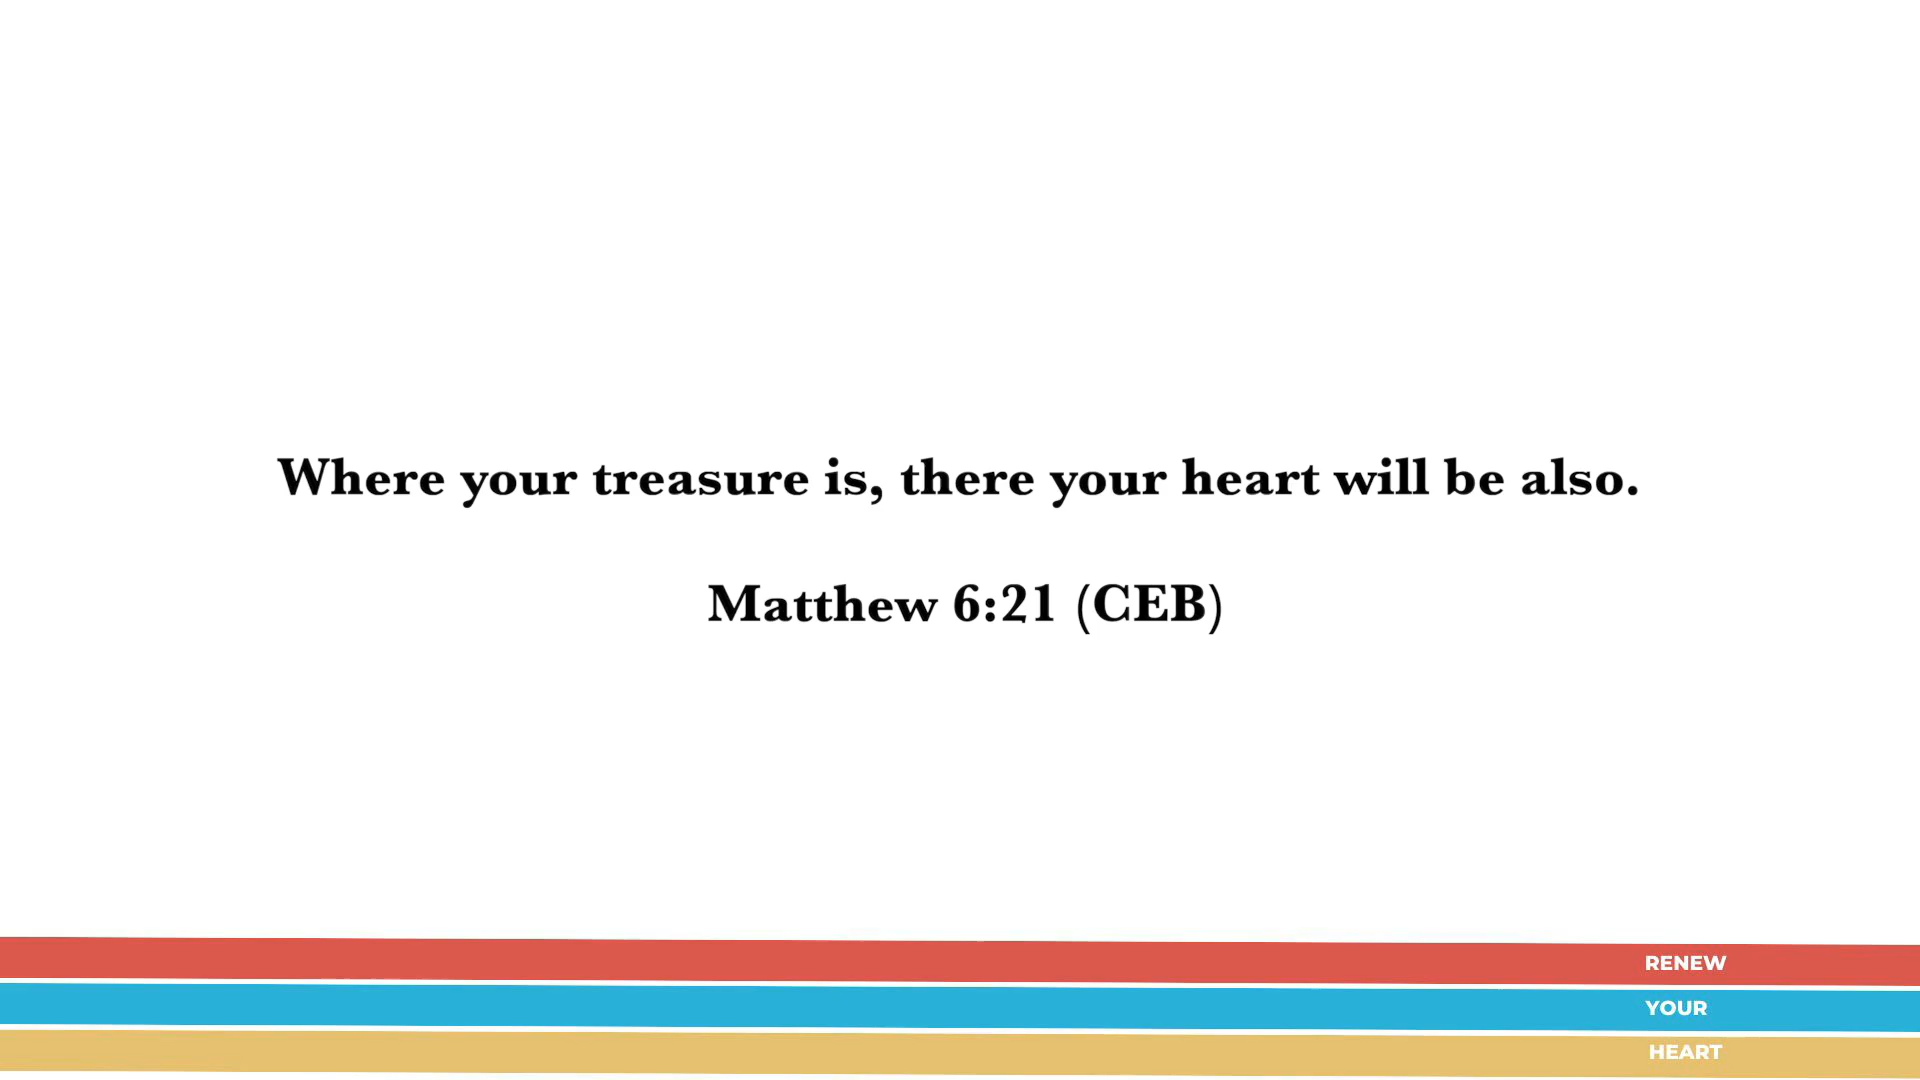 Where your treasure is, there your heart will be also.
Matthew 6:21 (CEB)
RENEW
YOUR
HEART